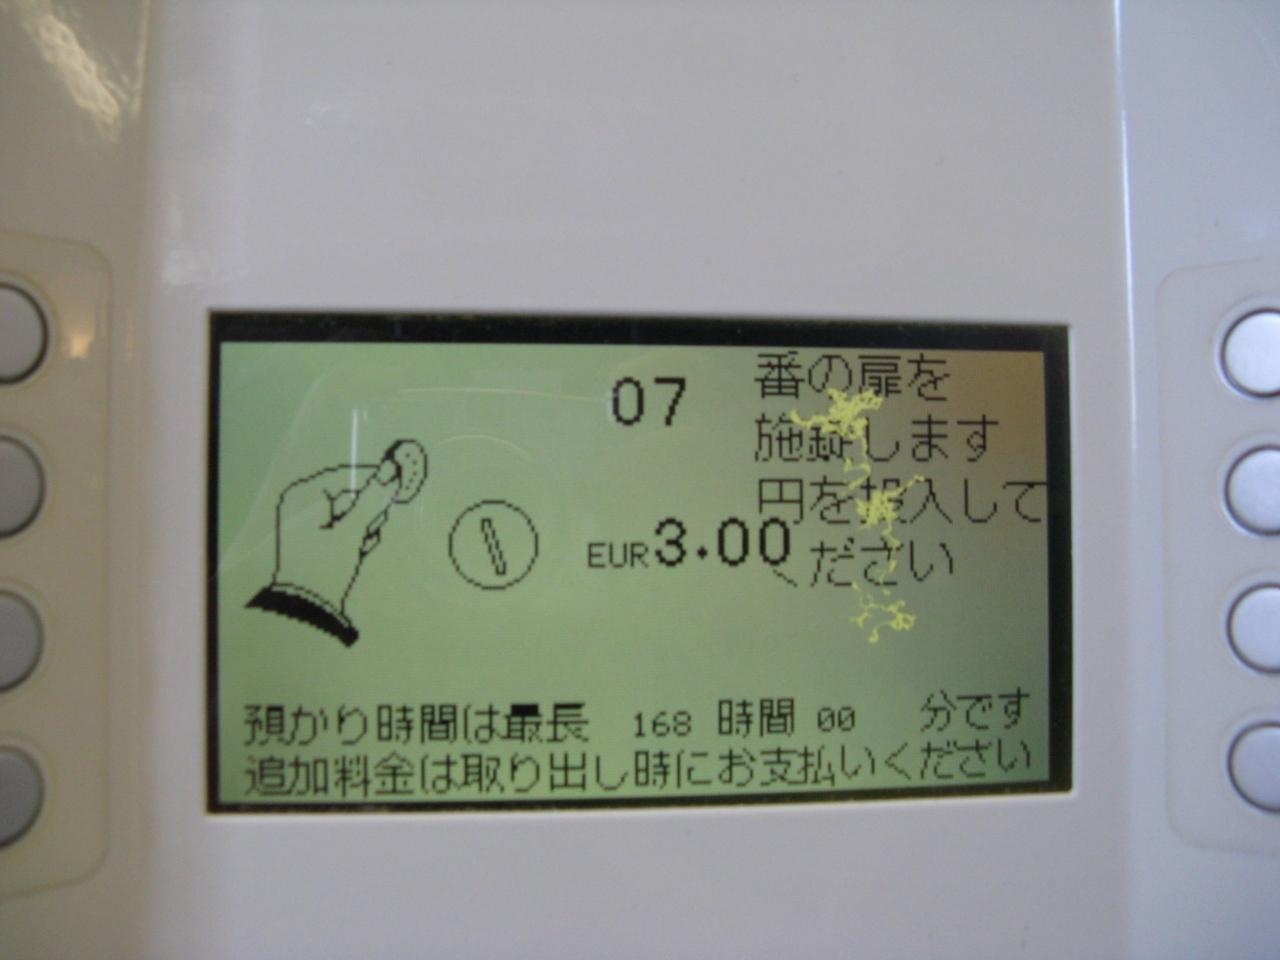 07 番の扉を
施錠します
円を投入して
EUR3.00 ください
預かり時間は最長 168 時間 00 分です
追加料金は取り出し時にお支払いください